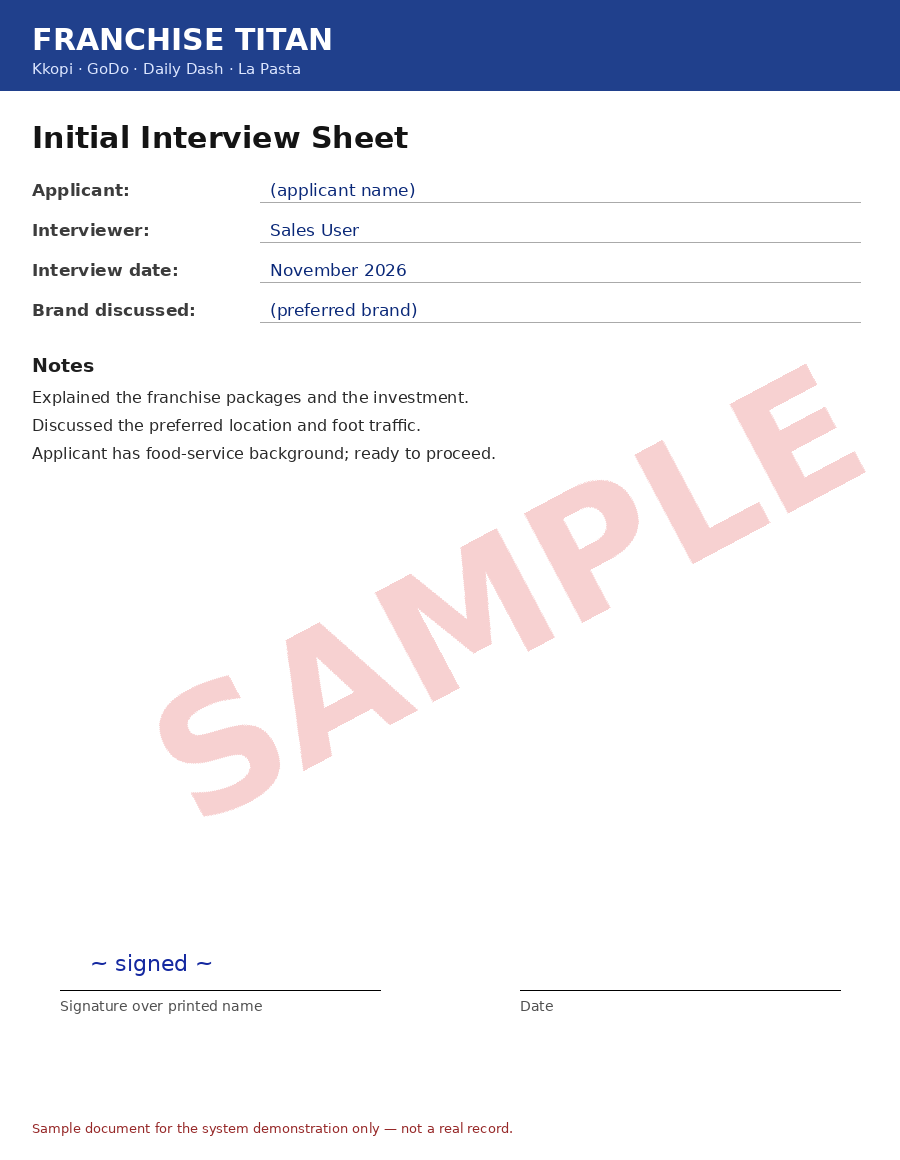 FRANCHISE TITAN
Kkopi · GoDo · Daily Dash · La Pasta
Initial Interview Sheet
Applicant: (applicant name)
Interviewer: Sales User
Interview date: November 2026
Brand discussed: (preferred brand)
Notes
Explained the franchise packages and the investment.
Discussed the preferred location and foot traffic.
Applicant has food-service background; ready to proceed.
SAMPLE
~ signed ~
Signature over printed name Date
Sample document for the system demonstration only — not a real record.